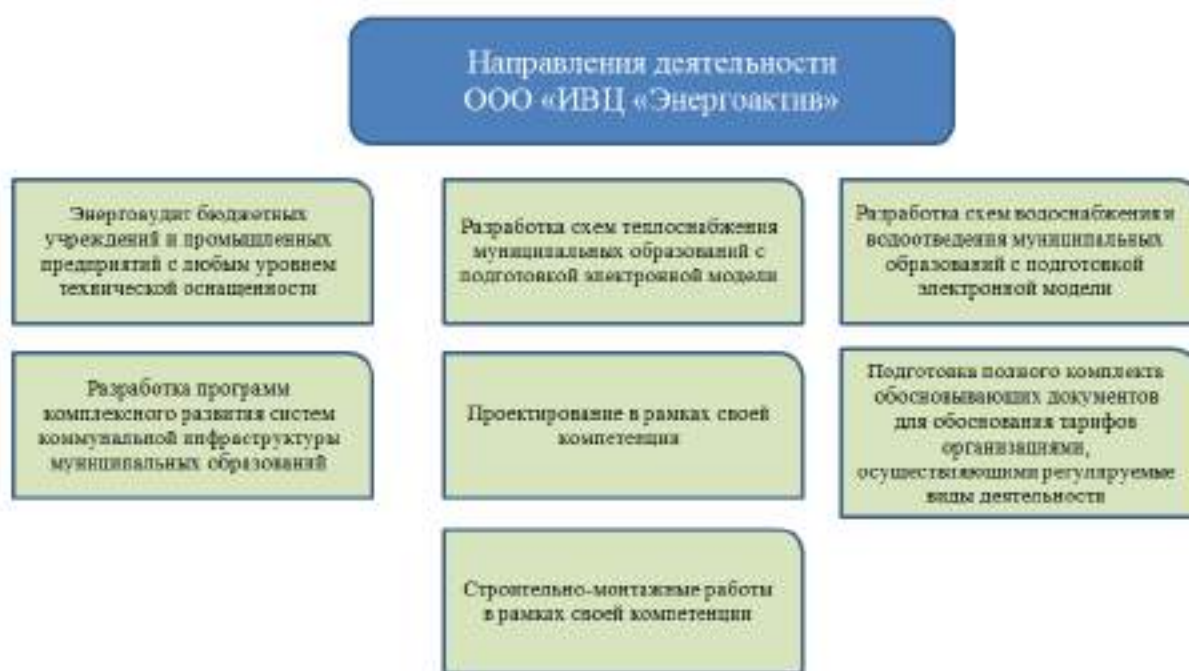 Направления деятельности
ООО «ИВЦ «Энергоактив»
Энергоаудит бюджетных
учреждений и промышленных
предприятий с любым уровнем
технической оснащенности
Разработка схем теплоснабжения
муниципальных образований с
подготовкой электронной модели
Разработка схем водоснабжения и
водоотведения муниципальных
образований с подготовкой
электронной модели
Разработка программ
комплексного развития систем
коммунальной инфраструктуры
муниципальных образований
Проектирование в рамках своей
компетенции
Подготовка полного комплекта
обосновывающих документов
для обоснования тарифов
организациями,
осуществляющими регулируемые
виды деятельности
Строительно-монтажные работы
в рамках своей компетенции